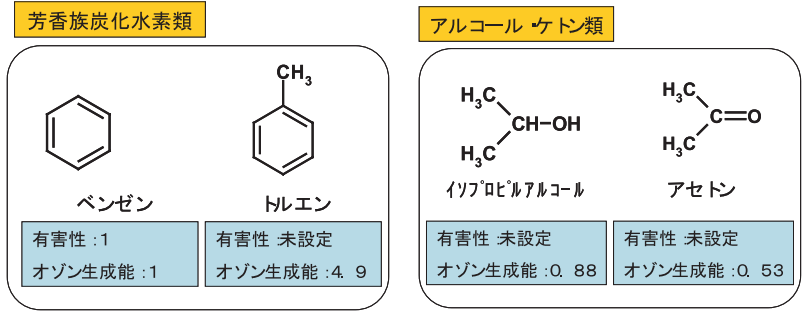 芳香族炭化水素類
アルコール・ケトン類
CH3
ベンゼン
トルエン
有害性:1
オゾン生成能:1
有害性:未設定
オゾン生成能:4.9
H3C
CH-OH
H3C
イソプロピルアルコール
H3C
C=O
H3C
アセトン
有害性:未設定
オゾン生成能:0.88
有害性:未設定
オゾン生成能:0.53